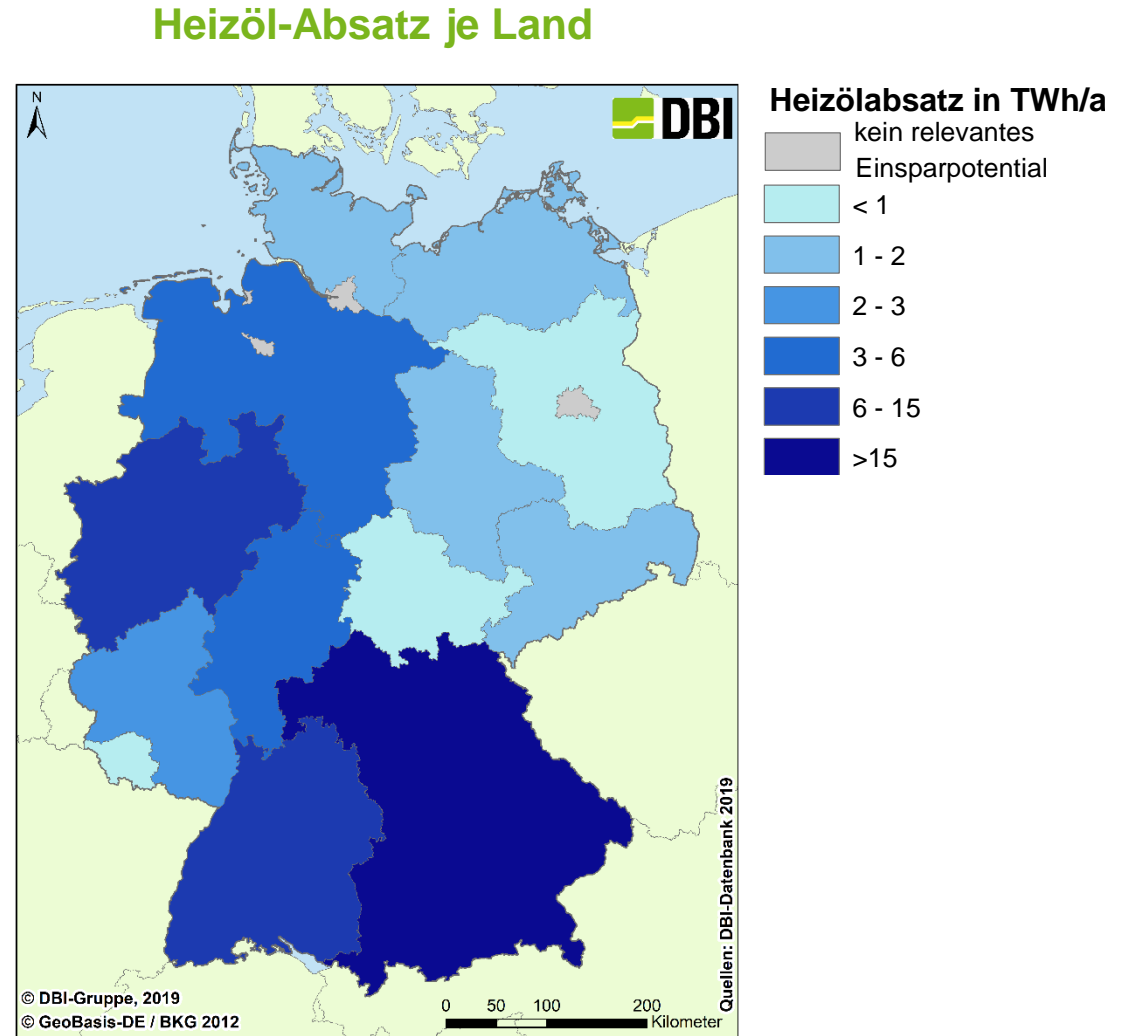 Heizöl-Absatz je Land
N
DBI
Heizölabsatz in TWh/a
kein relevantes
Einsparpotential
< 1
1 - 2
2 - 3
3 - 6
6 - 15
>15
Quellen: DBI-Datenbank 2019
© DBI-Gruppe, 2019
© GeoBasis-DE / BKG 2012
0 50 100 200
Kilometer